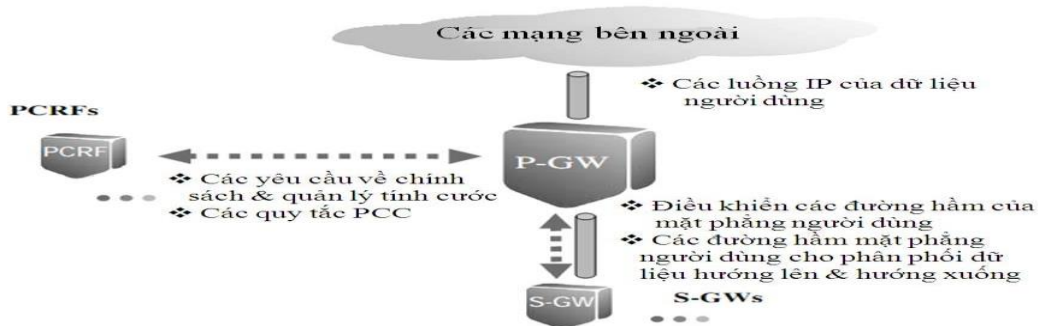 Các mạng bên ngoài
❖ Các luồng IP của dữ liệu
người dùng
PCRFs
PCRF
P-GW
❖ Các yêu cầu về chính
sách & quản lý tính cước
❖ Các quy tắc PCC
❖ Điều khiển các đường hầm của
mặt phẳng người dùng
❖ Các đường hầm mặt phẳng
người dùng cho phân phối dữ
liệu hướng lên & hướng xuống
S-GW
S-GWs